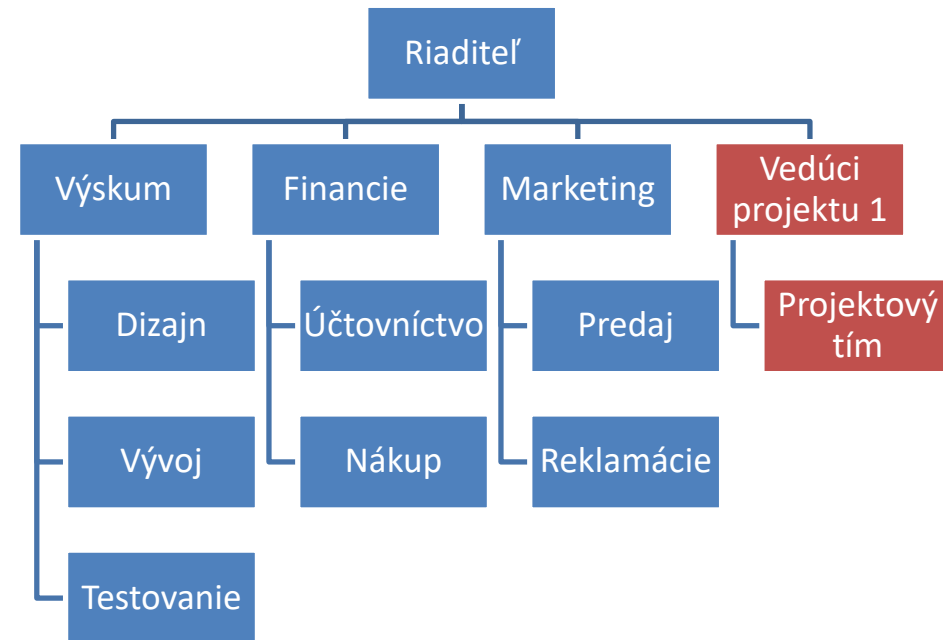 Riaditeľ
Výskum
Financie
Marketing
Vedúci
projektu 1
Dizajn
Účtovníctvo
Predaj
Projektový
tím
Vývoj
Nákup
Reklamácie
Testovanie